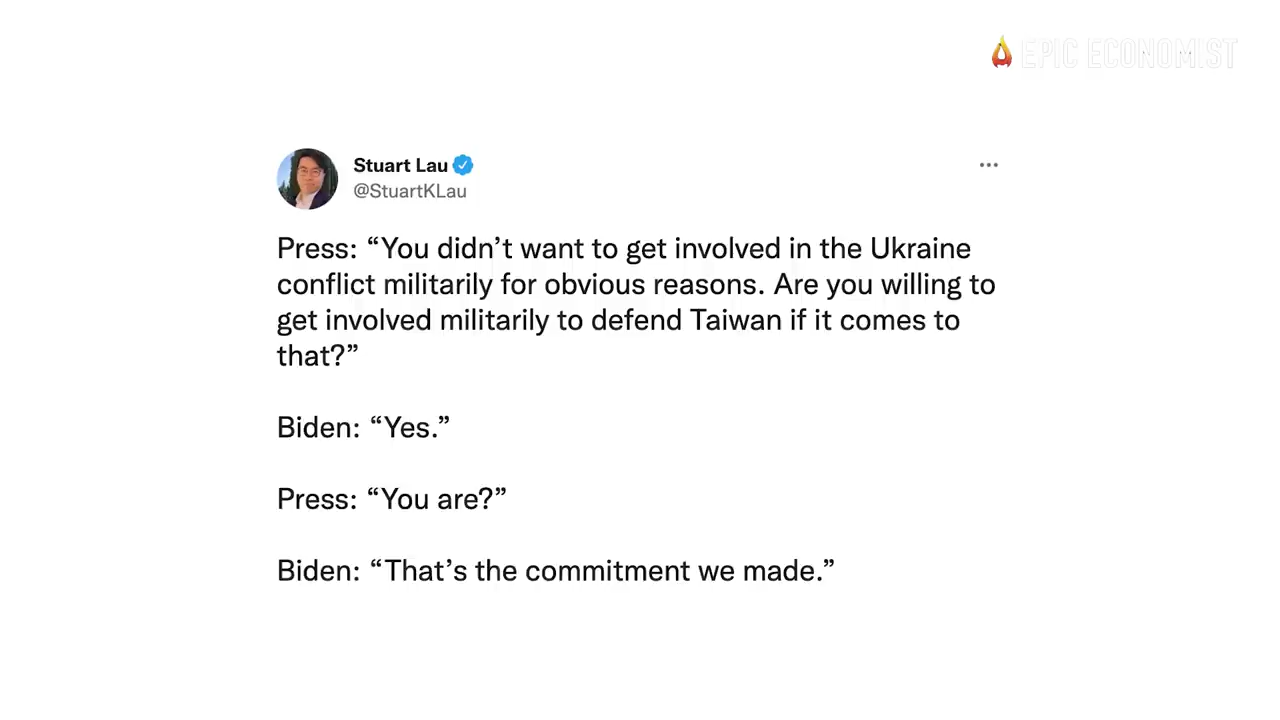 EPIC ECONOMIST
Stuart Lau
@StuartKLau
Press: “You didn’t want to get involved in the Ukraine
conflict militarily for obvious reasons. Are you willing to
get involved militarily to defend Taiwan if it comes to
that?”
Biden: “Yes.”
Press: “You are?”
Biden: “That’s the commitment we made.”